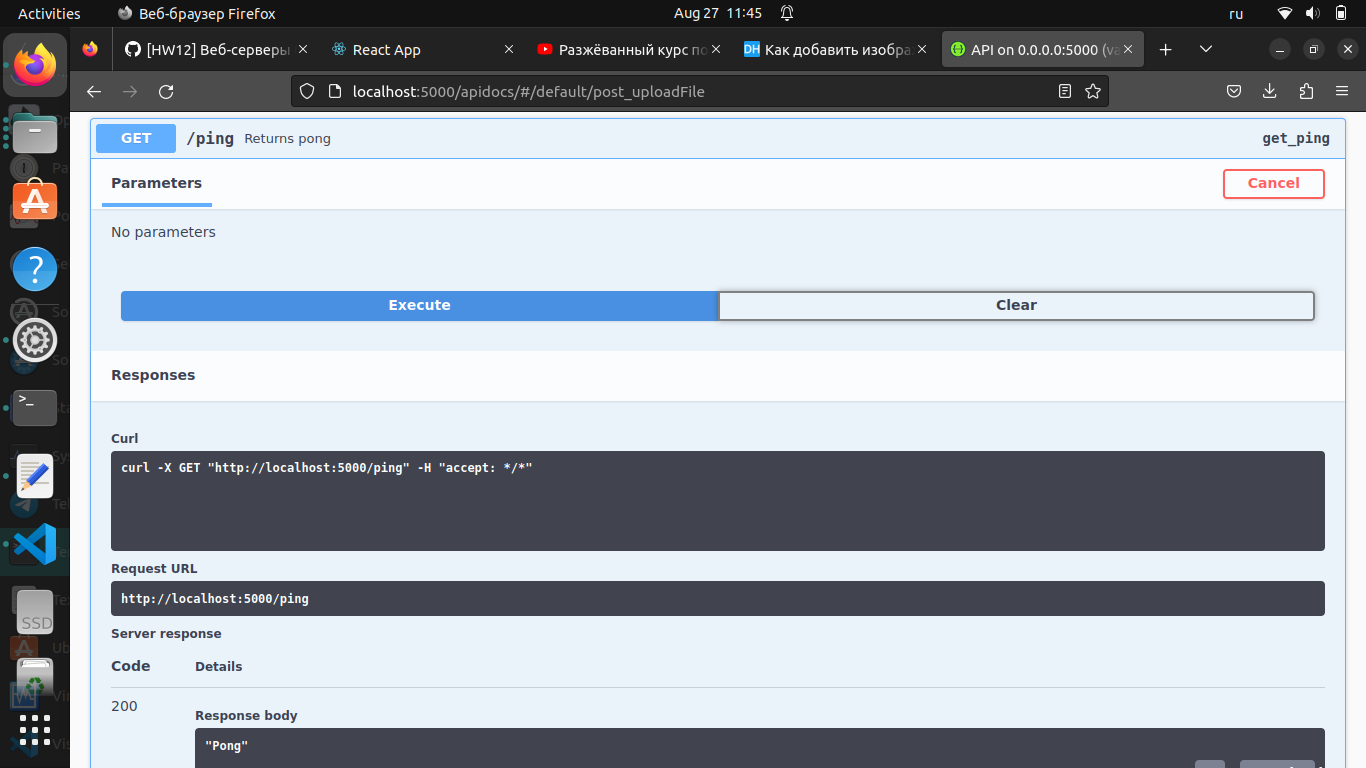 Activities
Веб-браузер Firefox
Aug 27 11:45
ru
[HW12] Веб-серверы
React App
Разжёванный курс по
DH Как добавить изобра
API on 0.0.0.0:5000 (va
localhost:5000/apidocs/#/default/post_uploadFile
GET /ping Returns pong get_ping
Parameters Cancel
No parameters
Execute Clear
Responses
Curl
curl -X GET "http://localhost:5000/ping" -H "accept: */*"
Request URL
http://localhost:5000/ping
Server response
Code Details
200
Response body
"Pong"
>_
SSD